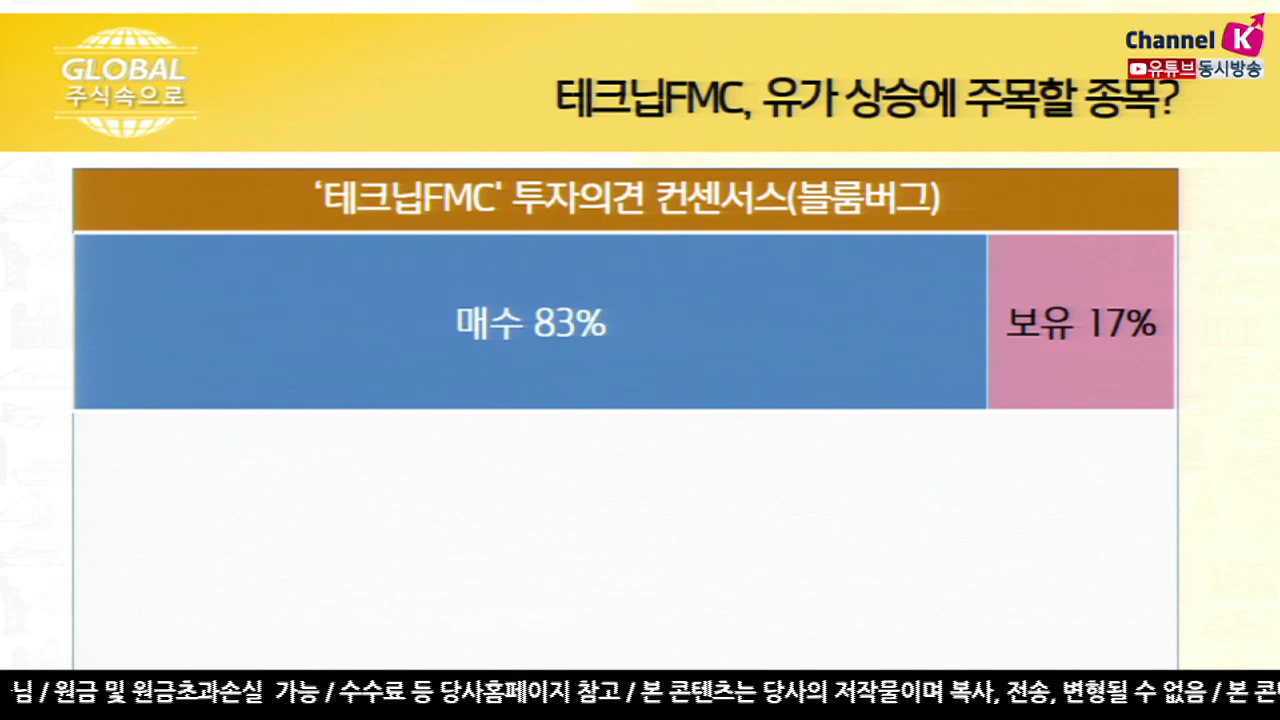 GLOBAL
주식속으로
Channel K
유튜브 동시방송
테크닙FMC, 유가 상승에 주목할 종목?
‘테크닙FMC' 투자의견 컨센서스(블룸버그)
매수 83%
보유 17%
님 / 원금 및 원금초과손실 가능 / 수수료 등 당사홈페이지 참고 / 본 콘텐츠는 당사의 저작물이며 복사, 전송, 변형될 수 없음 / 본